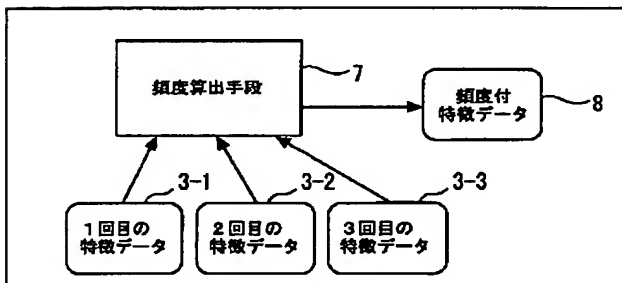 頻度算出手段
7
頻度付
特徴データ
8
3-1
3-2
3-3
1回目の
特徴データ
2回目の
特徴データ
3回目の
特徴データ